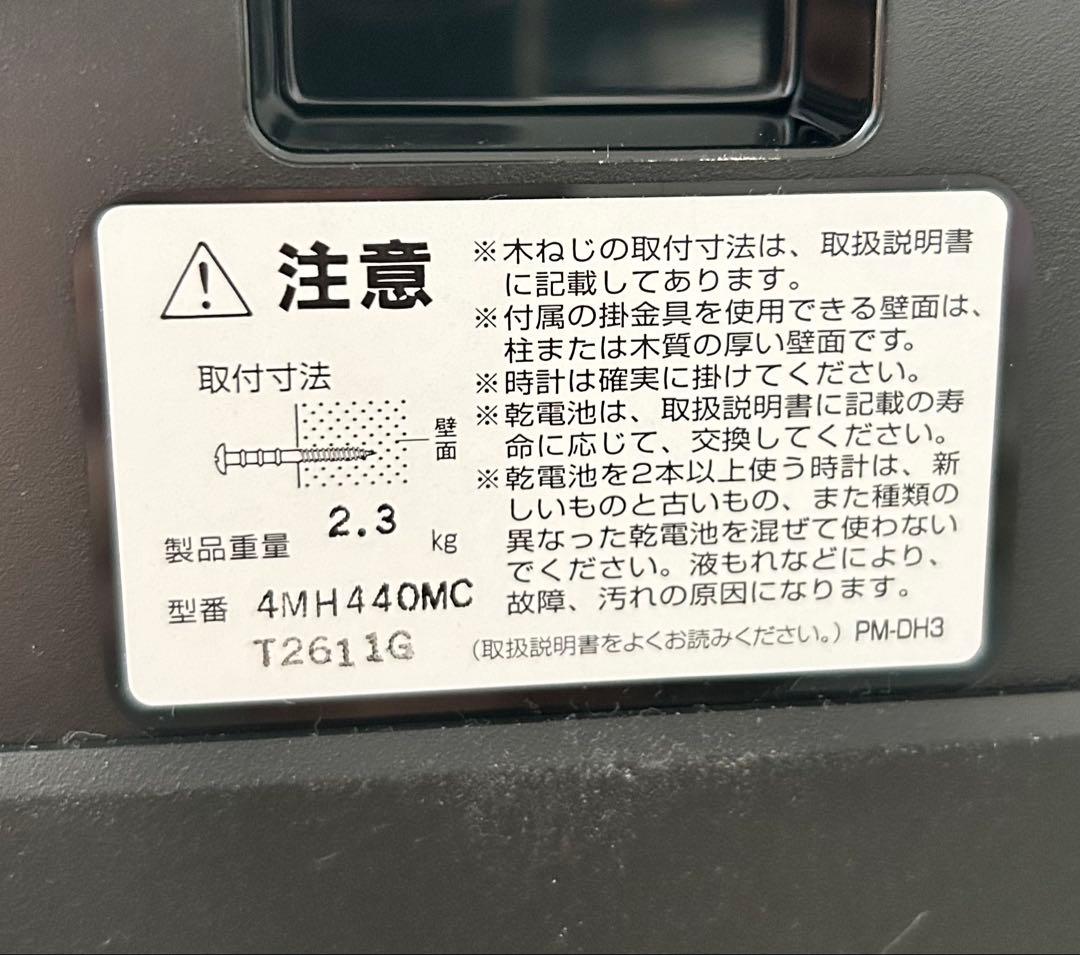 注意
取付寸法
壁面
製品重量 2.3 kg
型番 4MH440MC
T2611G
※木ねじの取付寸法は、取扱説明書
に記載してあります。
※付属の掛金具を使用できる壁面は、
柱または木質の厚い壁面です。
※時計は確実に掛けてください。
※乾電池は、取扱説明書に記載の寿
命に応じて、交換してください。
※乾電池を2本以上使う時計は、新
しいものと古いもの、また種類の
異なった乾電池を混ぜて使わない
でください。液もれなどにより、
故障、汚れの原因になります。
(取扱説明書をよくお読みください。) PM-DH3